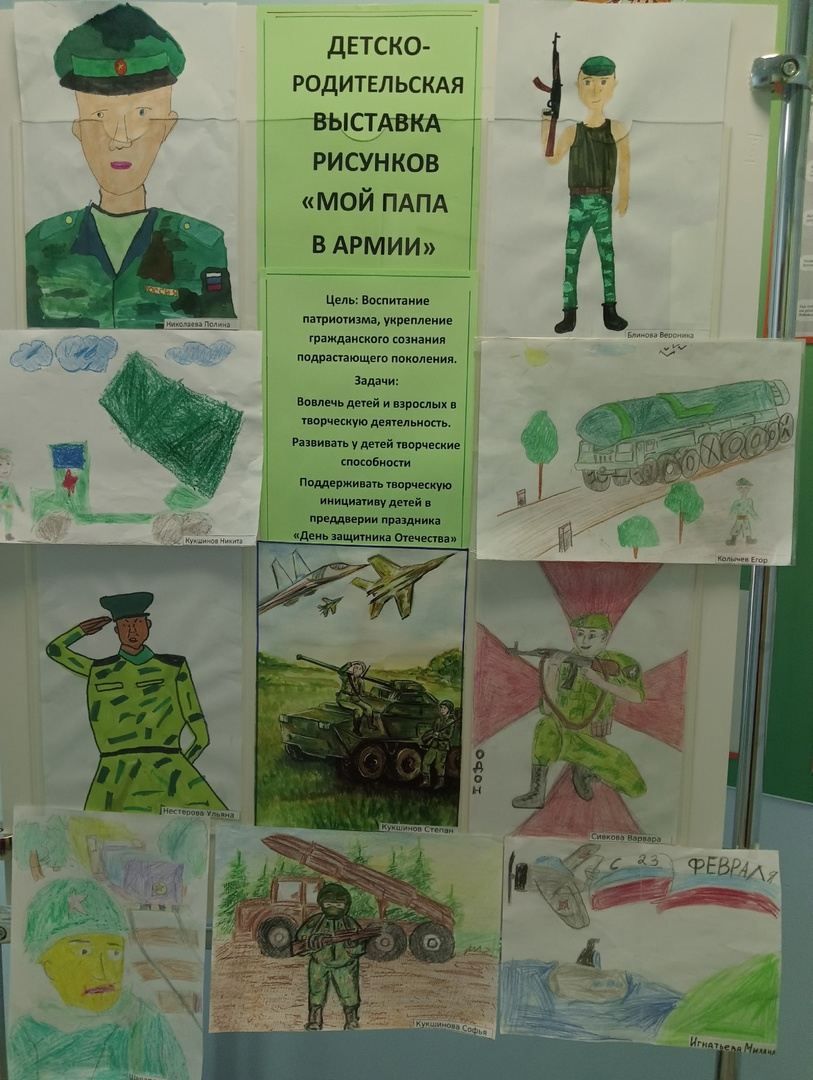 ДЕТСКО-
РОДИТЕЛЬСКАЯ
ВЫСТАВКА
РИСУНКОВ
«МОЙ ПАПА
В АРМИИ»
Цель: Воспитание
патриотизма, укрепление
гражданского сознания
подрастающего поколения.
Задачи:
Вовлечь детей и взрослых в
творческую деятельность.
Развивать у детей творческие
способности
Поддерживать творческую
инициативу детей в
преддверии праздника
«День защитника Отечества»
РОССИЯ
Николаева Полина
Блинова Вероника
Кукшинов Никита
Колычев Егор
Нестерова Ульяна
Кукшинов Степан
ОДОН
Сивкова Варвара
Кукшинова Софья
С 23 ФЕВРАЛЯ
Игнатьева Милана